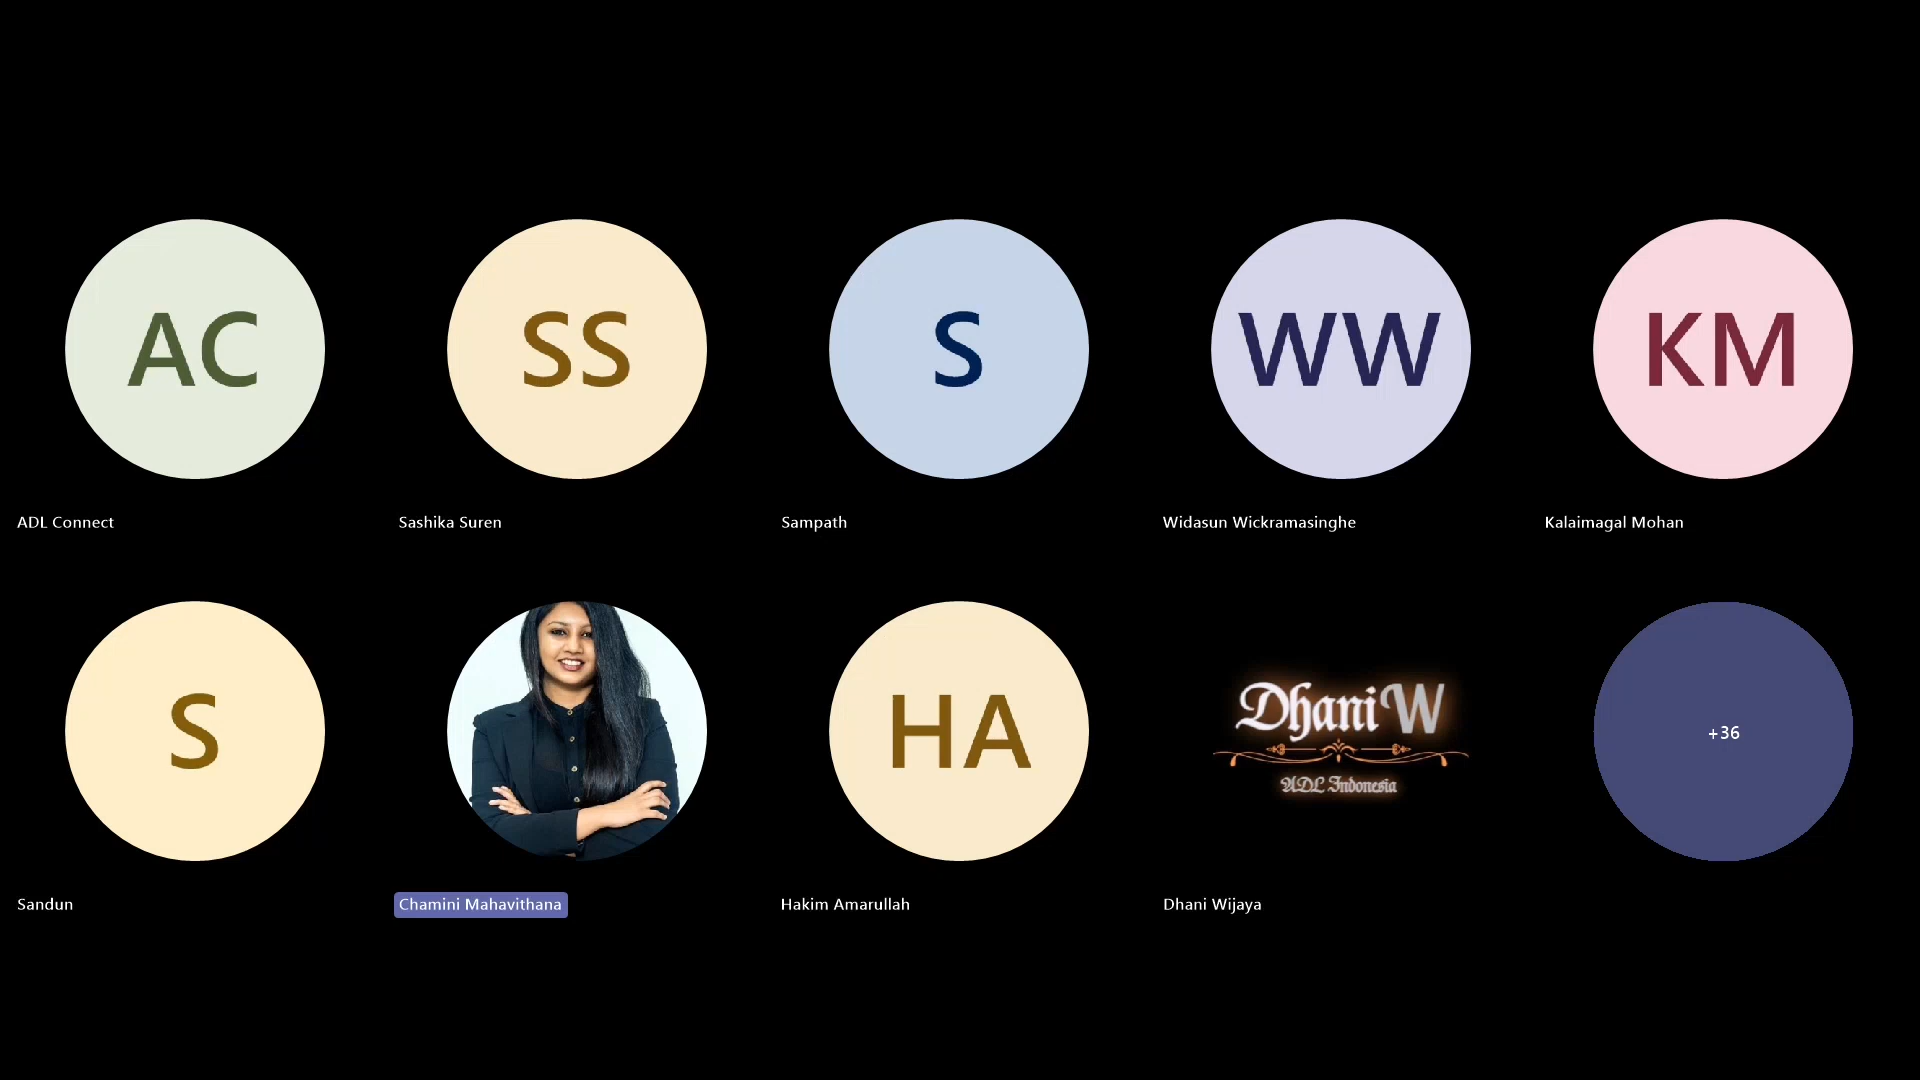 AC
SS
S
WW
KM
ADL Connect
Sashika Suren
Sampath
Widasun Wickramasinghe
Kalaimagal Mohan
S
HA
Dhani W
ADL Indonesia
+36
Sandun
Chamini Mahavithana
Hakim Amarullah
Dhani Wijaya